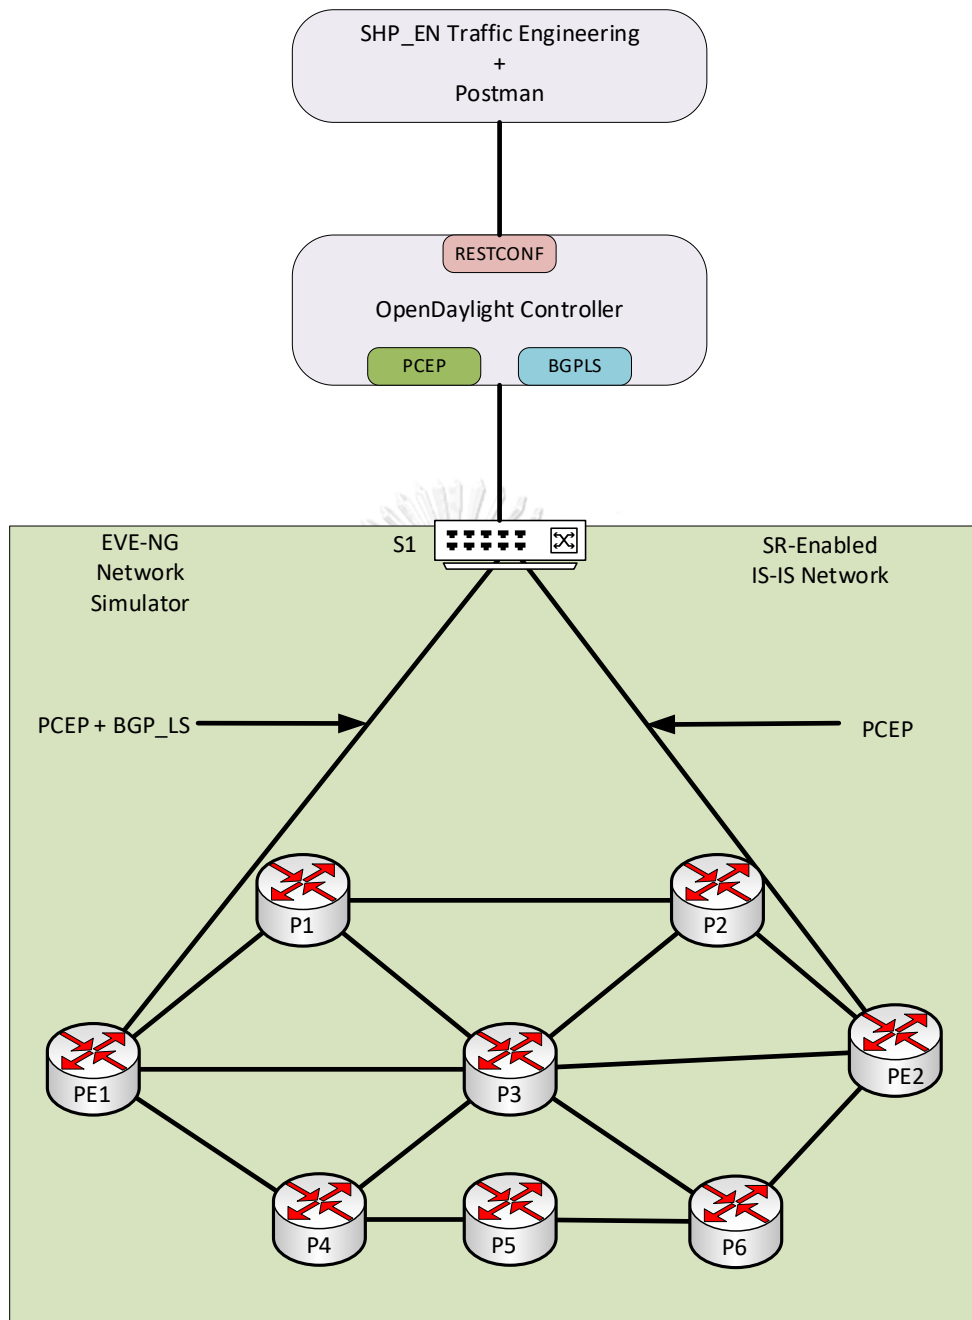 SHP_EN Traffic Engineering
+
Postman
RESTCONF
OpenDaylight Controller
PCEP
BGPLS
EVE-NG
Network
Simulator
S1
SR-Enabled
IS-IS Network
PCEP + BGP_LS
PCEP
P1
P2
PE1
P3
PE2
P4
P5
P6